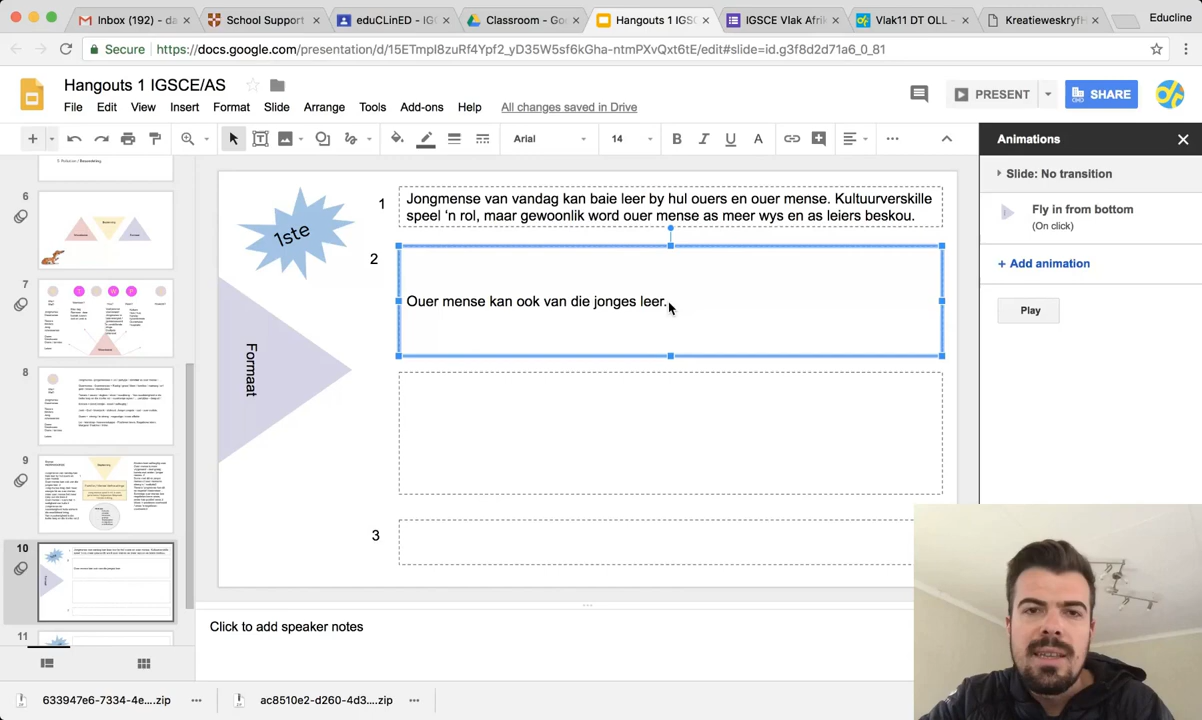 Inbox (192) - da
School Support
eduCLinED - IG
Classroom - Go
Hangouts 1 IGS
IGSCE Vlak Afrik
Vlak11 DT OLL -
Kreatieweskryf
Educline
Secure
https://docs.google.com/presentation/d/15ETmpI8zuRf4Ypf2_yD35W5sf6kGha-ntmPXvQxt6tE/edit#slide=id.g3f8d2d71a6_0_81
Hangouts 1 IGSCE/AS
File Edit View Insert Format Slide Arrange Tools Add-ons Help All changes saved in Drive
PRESENT
SHARE
Arial
14
B I U A
Animations
Slide: No transition
Fly in from bottom
(On click)
+ Add animation
Play
6
7
8
9
10
11
1ste
Formaat
1
Jongmense van vandag kan baie leer by hul ouers en ouer mense. Kultuurverskille
speel 'n rol, maar gewoonlik word ouer mense as meer wys en as leiers beskou.
2
Ouer mense kan ook van die jonges leer.
3
Click to add speaker notes
633947e6-7334-4e....zip
ac8510e2-d260-4d3....zip